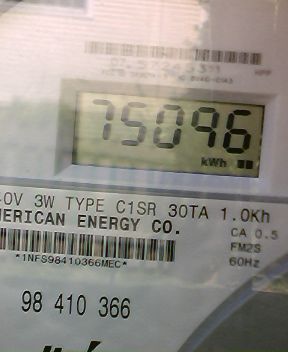 75096
kWh
0V 3W TYPE C1SR 30TA 1.0Kh
MERICAN ENERGY CO.
CA 0.5
*1NFS98410366MEC*
FM2S
60Hz
98 410 366